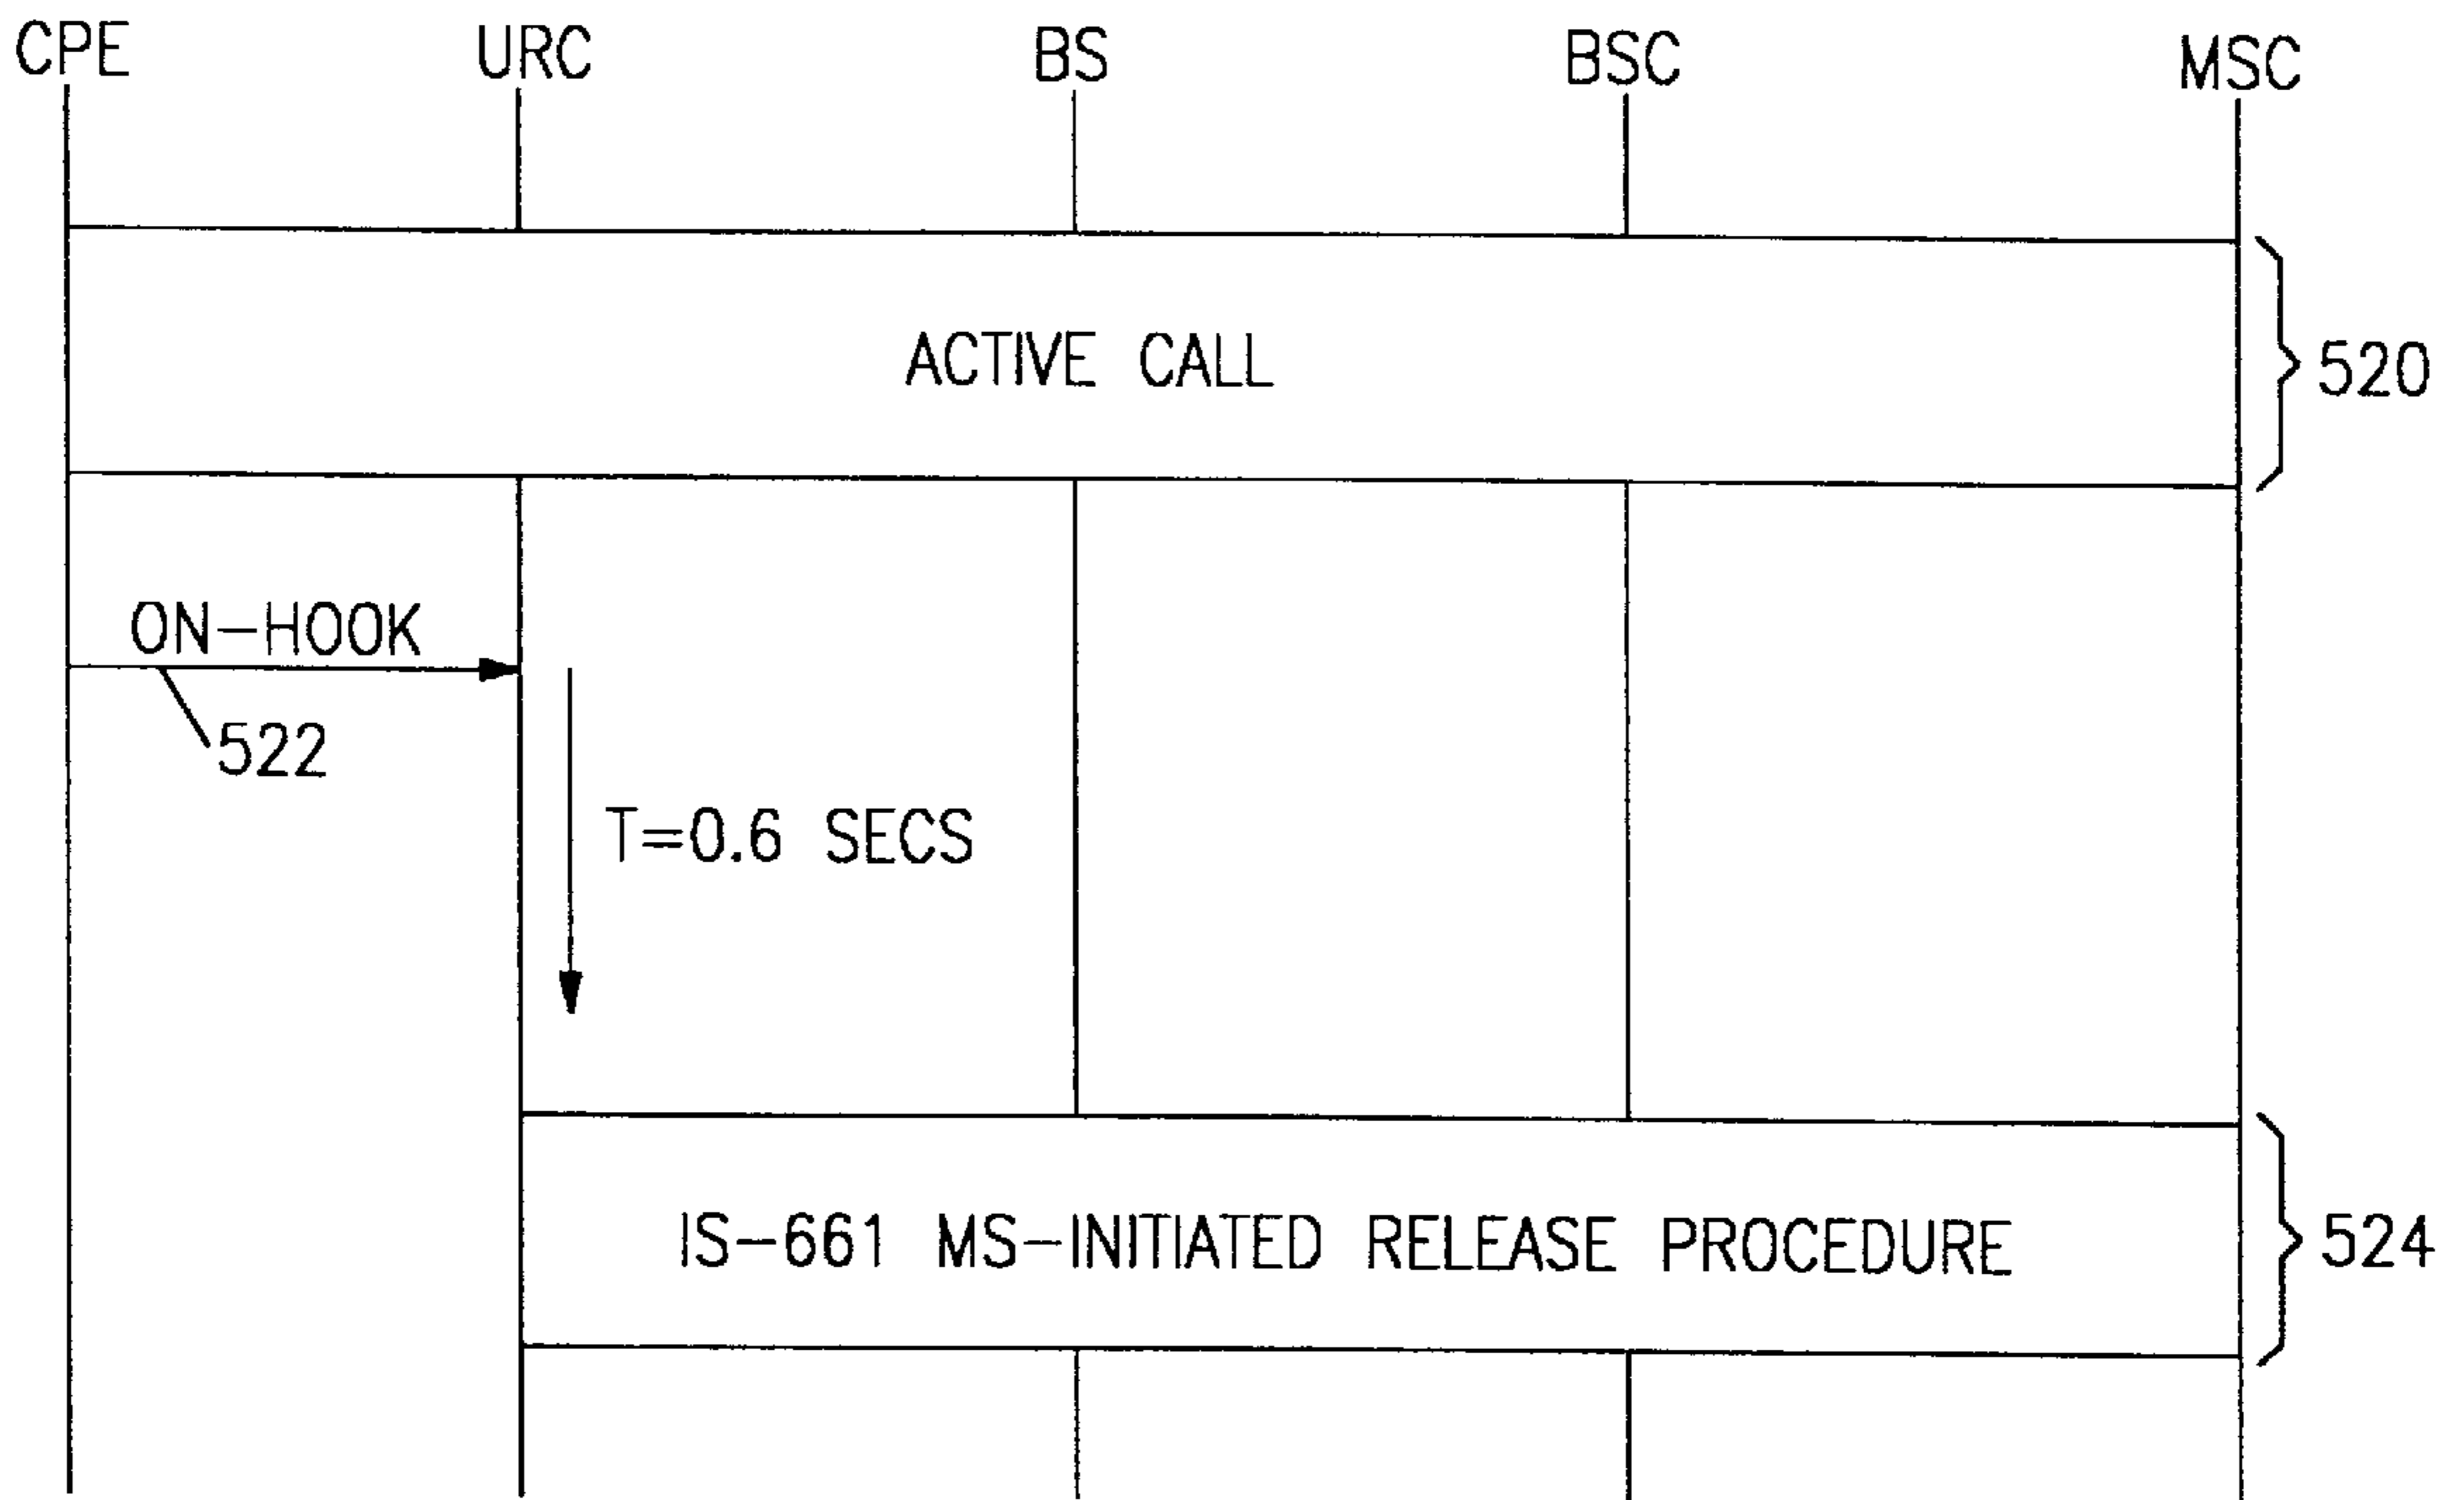 CPE URC BS BSC MSC
ACTIVE CALL
520
ON-HOOK
522
T=0.6 SECS
IS-661 MS-INITIATED RELEASE PROCEDURE
524